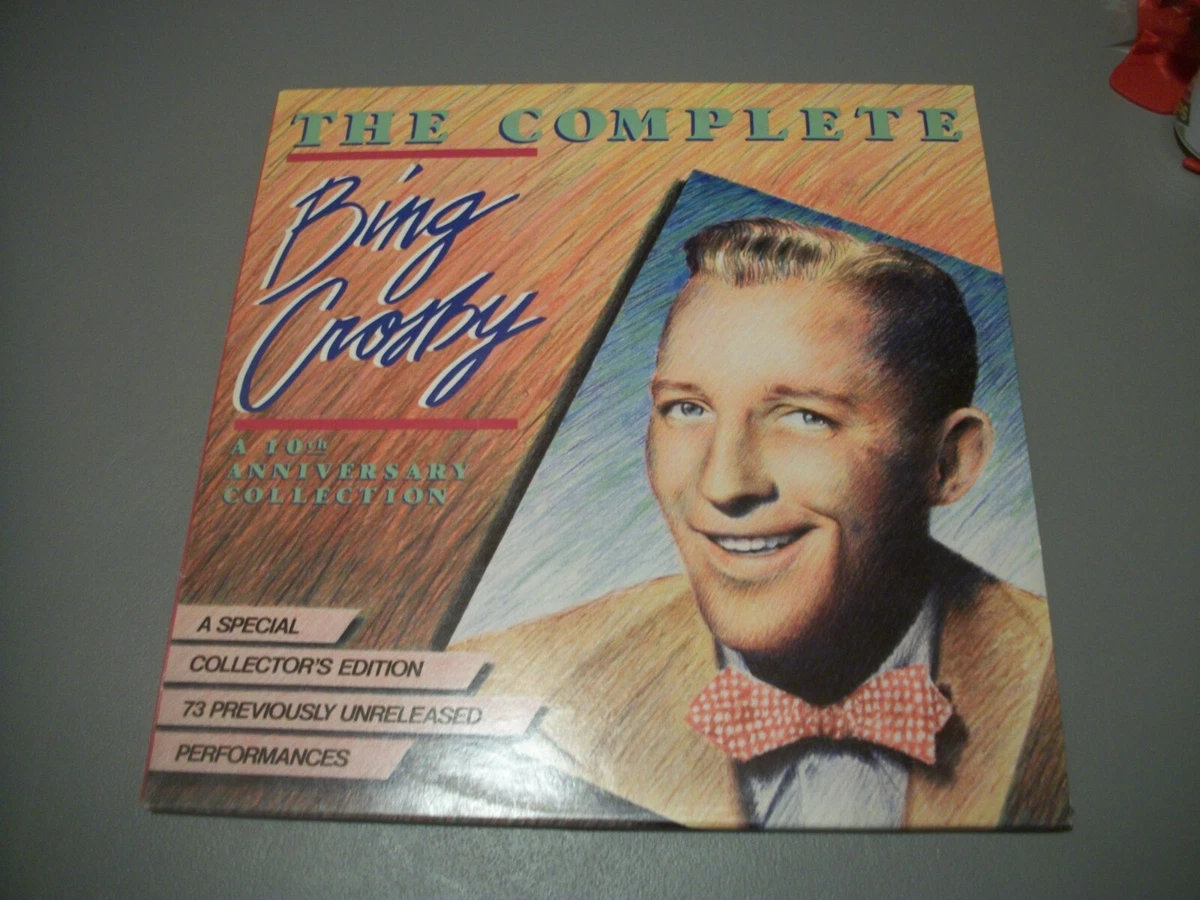 THE COMPLETE
Bing
Crosby
A 10th
ANNIVERSARY
COLLECTION
A SPECIAL
COLLECTOR'S EDITION
73 PREVIOUSLY UNRELEASED
PERFORMANCES